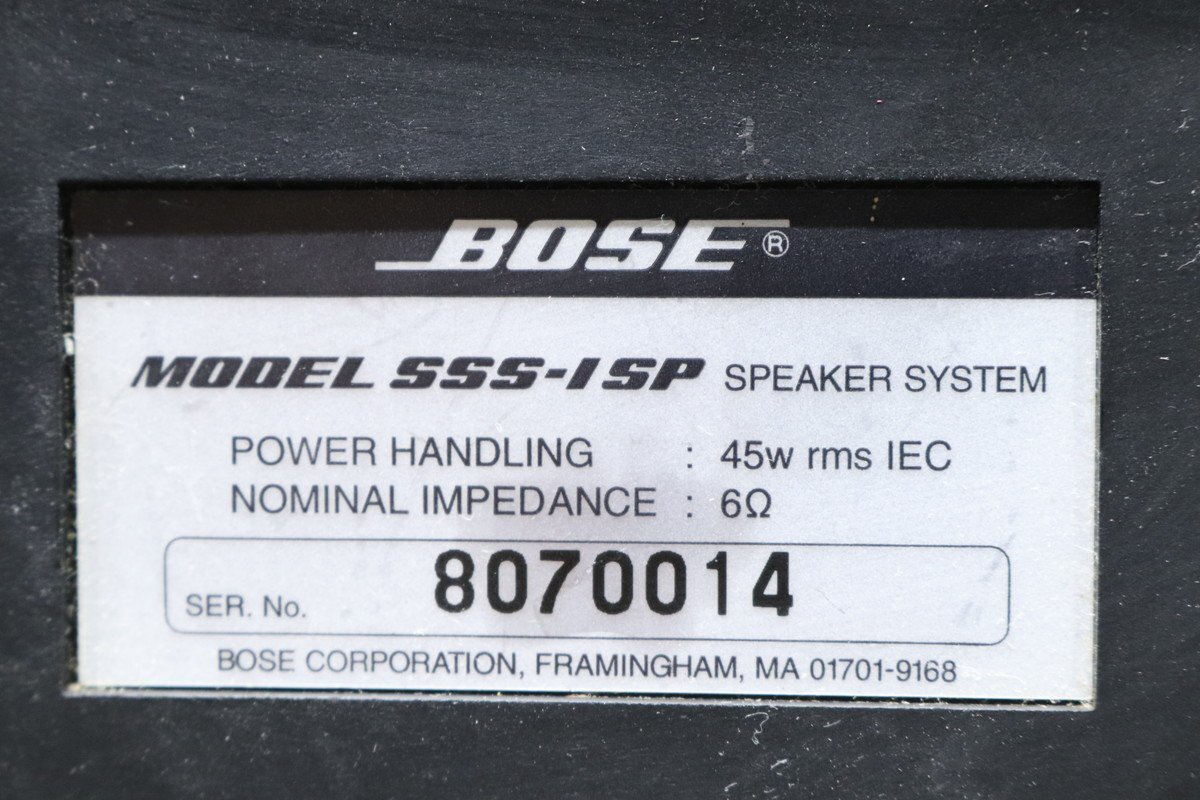 BOSE®
MODEL SSS-1SP SPEAKER SYSTEM
POWER HANDLING : 45w rms IEC
NOMINAL IMPEDANCE : 6Ω
SER. No. 8070014
BOSE CORPORATION, FRAMINGHAM, MA 01701-9168